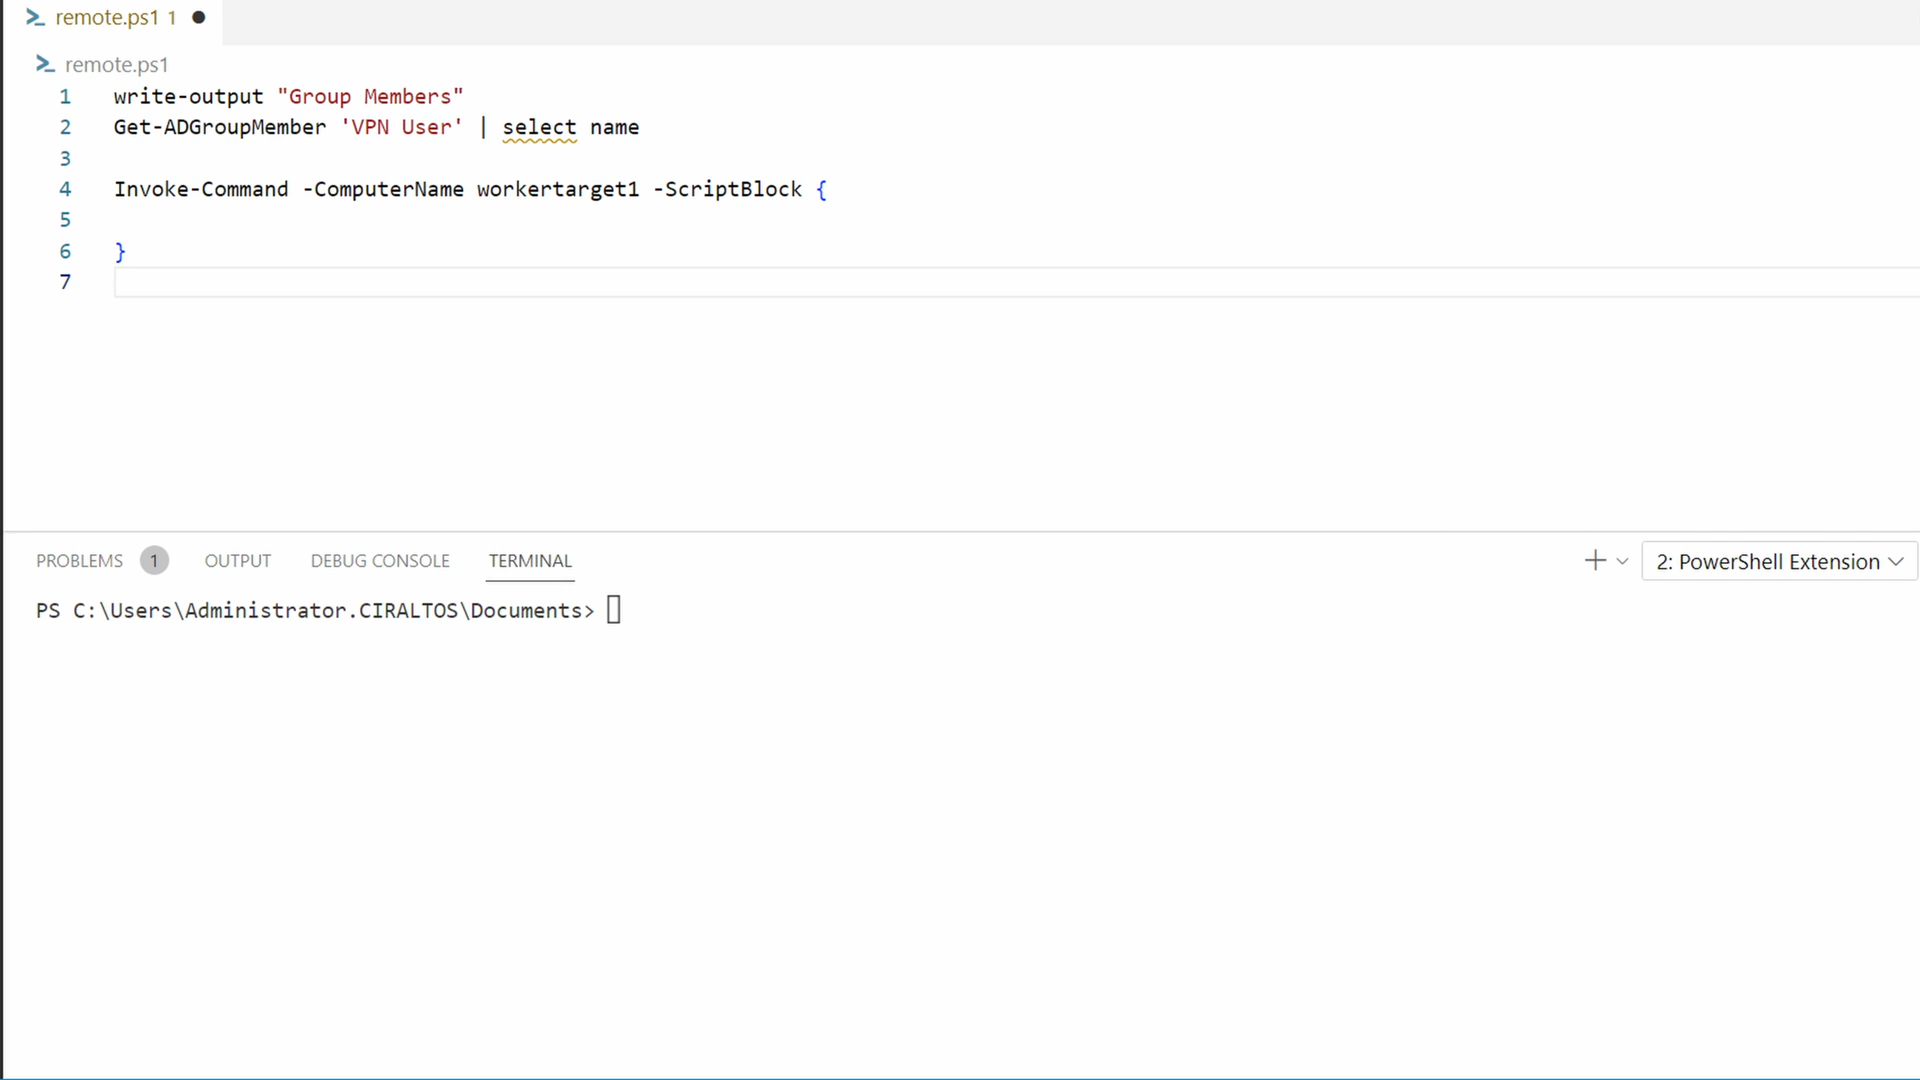 remote.ps1 1
remote.ps1
1 write-output "Group Members"
2 Get-ADGroupMember 'VPN User' | select name
3
4 Invoke-Command -ComputerName workertarget1 -ScriptBlock {
5
6 }
7
PROBLEMS 1 OUTPUT DEBUG CONSOLE TERMINAL 2: PowerShell Extension
PS C:\Users\Administrator.CIRALTOS\Documents>